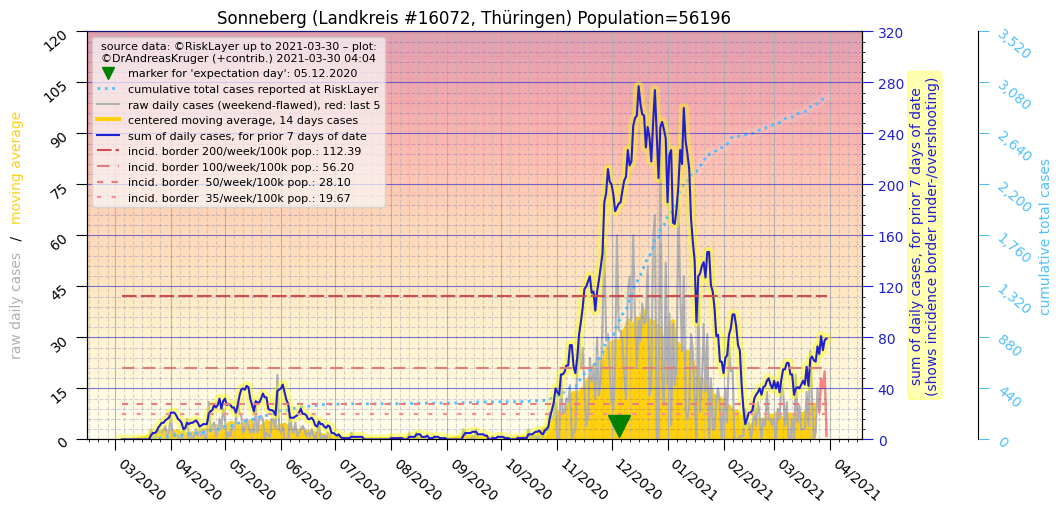 Sonneberg (Landkreis #16072, Thüringen) Population=56196
source data: ©RiskLayer up to 2021-03-30 – plot:
©DrAndreasKruger (+contrib.) 2021-03-30 04:04
marker for 'expectation day': 05.12.2020
cumulative total cases reported at RiskLayer
raw daily cases (weekend-flawed), red: last 5
centered moving average, 14 days cases
sum of daily cases, for prior 7 days of date
incid. border 200/week/100k pop.: 112.39
incid. border 100/week/100k pop.: 56.20
incid. border  50/week/100k pop.: 28.10
incid. border  35/week/100k pop.: 19.67
raw daily cases / moving average
120
105
90
75
60
45
30
15
0
320
280
240
200
160
120
80
40
0
sum of daily cases, for prior 7 days of date
(shows incidence border under-/overshooting)
3,520
3,080
2,640
2,200
1,760
1,320
880
440
0
cumulative total cases
03/2020
04/2020
05/2020
06/2020
07/2020
08/2020
09/2020
10/2020
11/2020
12/2020
01/2021
02/2021
03/2021
04/2021